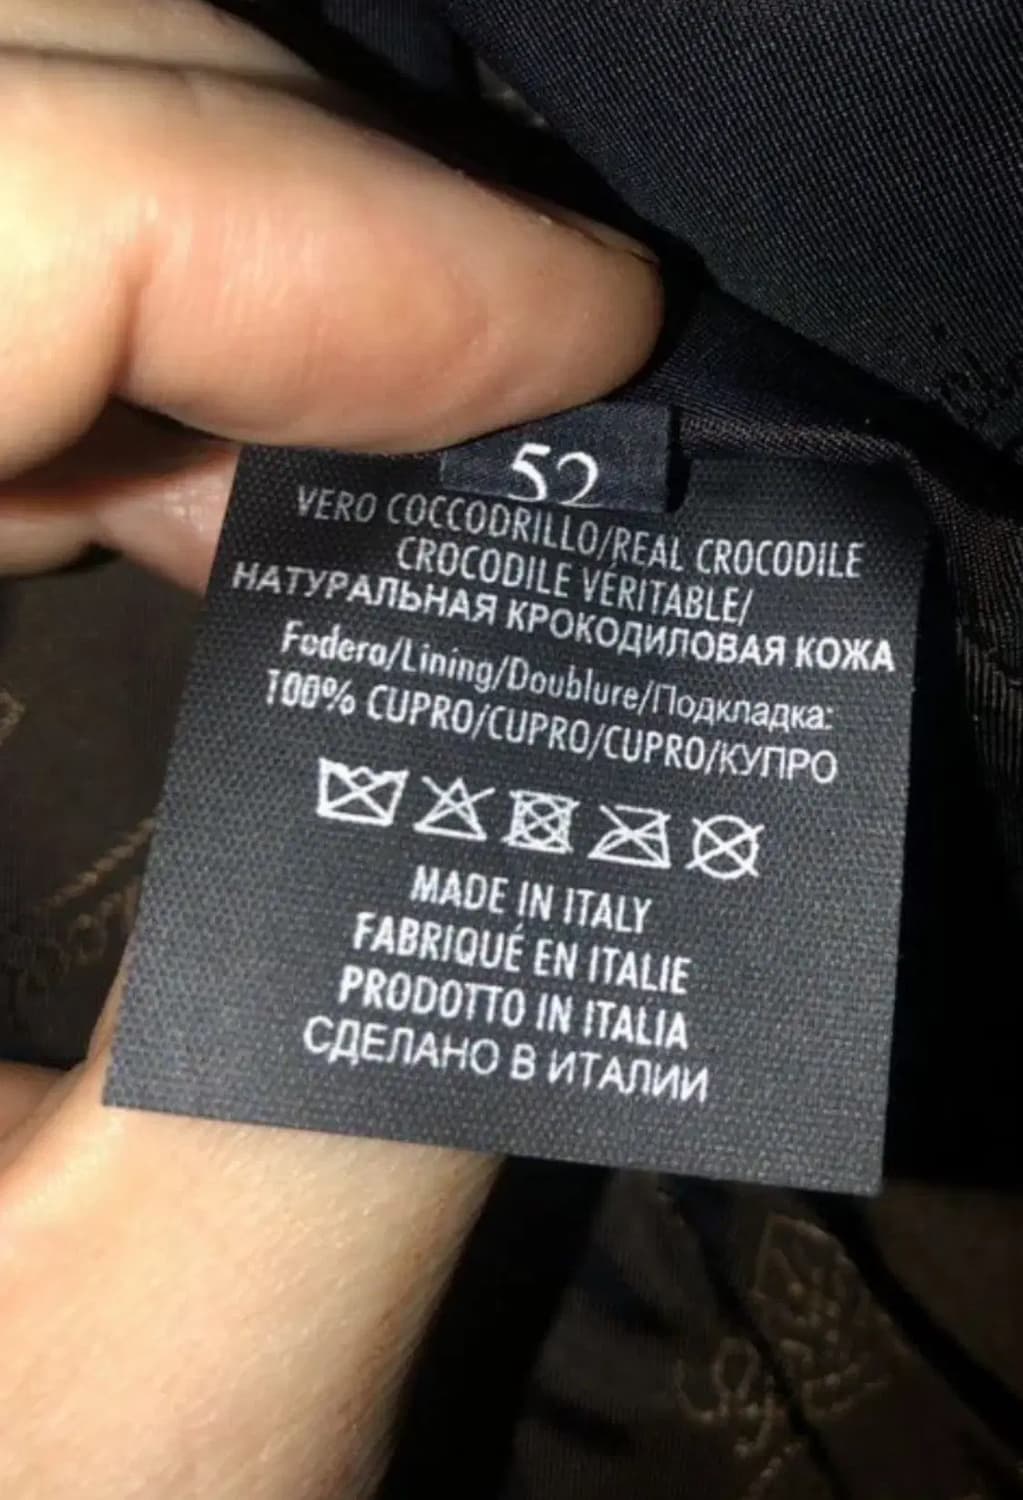 52
VERO COCCODRILLO/REAL CROCODILE
CROCODILE VÉRITABLE/
НАТУРАЛЬНАЯ КРОКОДИЛОВАЯ КОЖА
Fodera/Lining/Doublure/Подкладка:
100% CUPRO/CUPRO/CUPRO/КУПРО
MADE IN ITALY
FABRIQUÉ EN ITALIE
PRODOTTO IN ITALIA
СДЕЛАНО В ИТАЛИИ